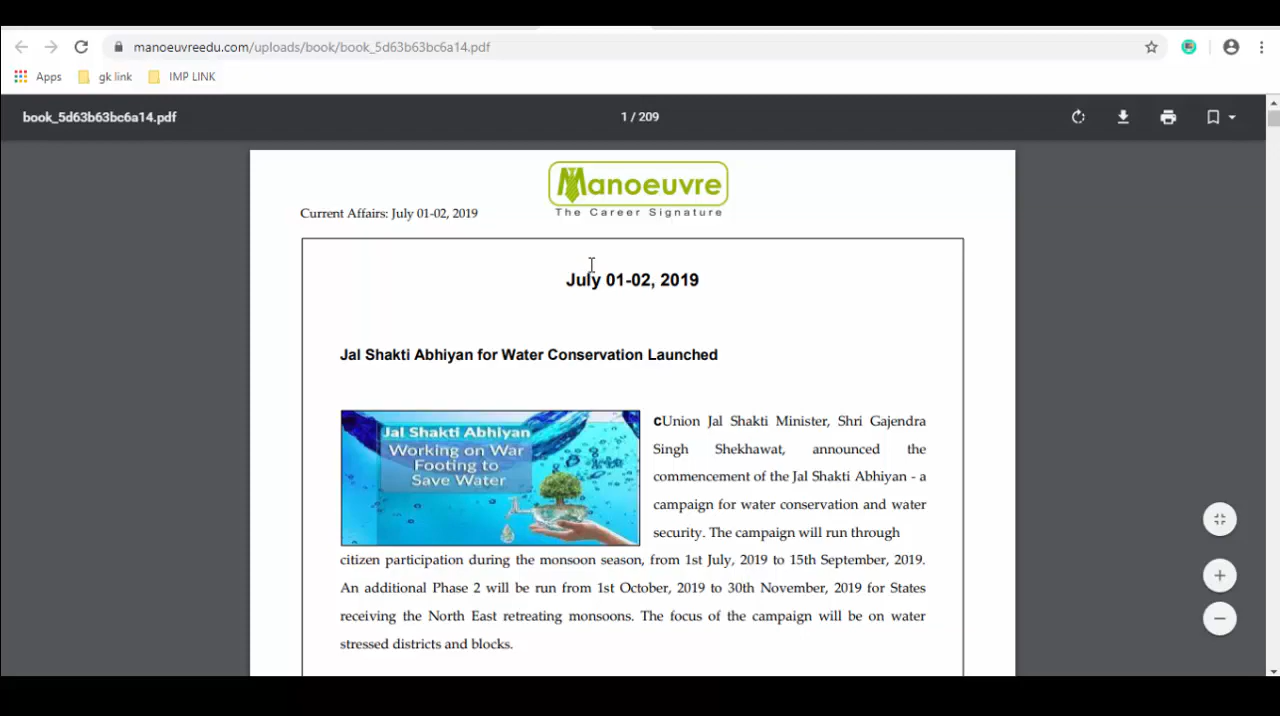 manoeuvreedu.com/uploads/book/book_5d63b63bc6a14.pdf
Apps gk link IMP LINK
book_5d63b63bc6a14.pdf 1 / 209
Manoeuvre
The Career Signature
Current Affairs: July 01-02, 2019
July 01-02, 2019
Jal Shakti Abhiyan for Water Conservation Launched
Jal Shakti Abhiyan
Working on War
Footing to
Save Water
cUnion Jal Shakti Minister, Shri Gajendra
Singh Shekhawat, announced the
commencement of the Jal Shakti Abhiyan - a
campaign for water conservation and water
security. The campaign will run through
citizen participation during the monsoon season, from 1st July, 2019 to 15th September, 2019.
An additional Phase 2 will be run from 1st October, 2019 to 30th November, 2019 for States
receiving the North East retreating monsoons. The focus of the campaign will be on water
stressed districts and blocks.